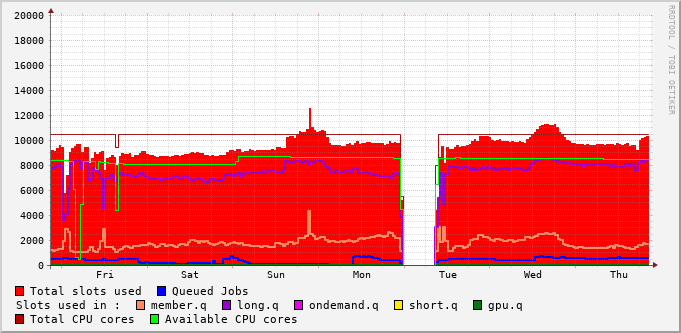 20000
18000
16000
14000
12000
10000
8000
6000
4000
2000
0
Fri Sat Sun Mon Tue Wed Thu
Total slots used Queued Jobs
Slots used in : member.q long.q ondemand.q short.q gpu.q
Total CPU cores Available CPU cores
RRDTOOL / TOBI OETIKER